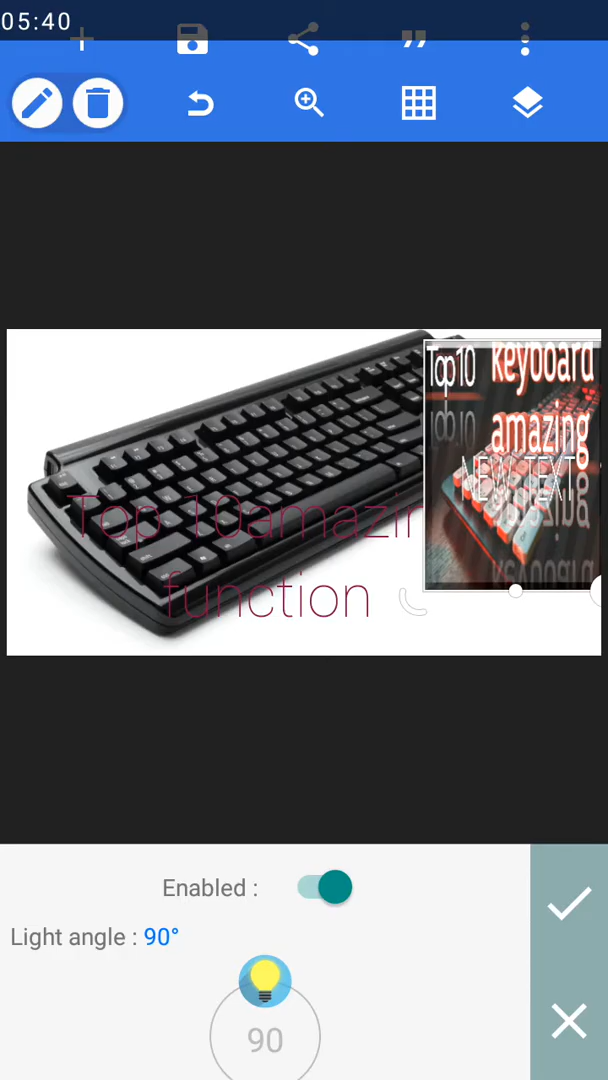 05:40
Top10
keyboard
amazing
NEW TEXT
Top 10amazin
function
Enabled :
Light angle : 90°
90